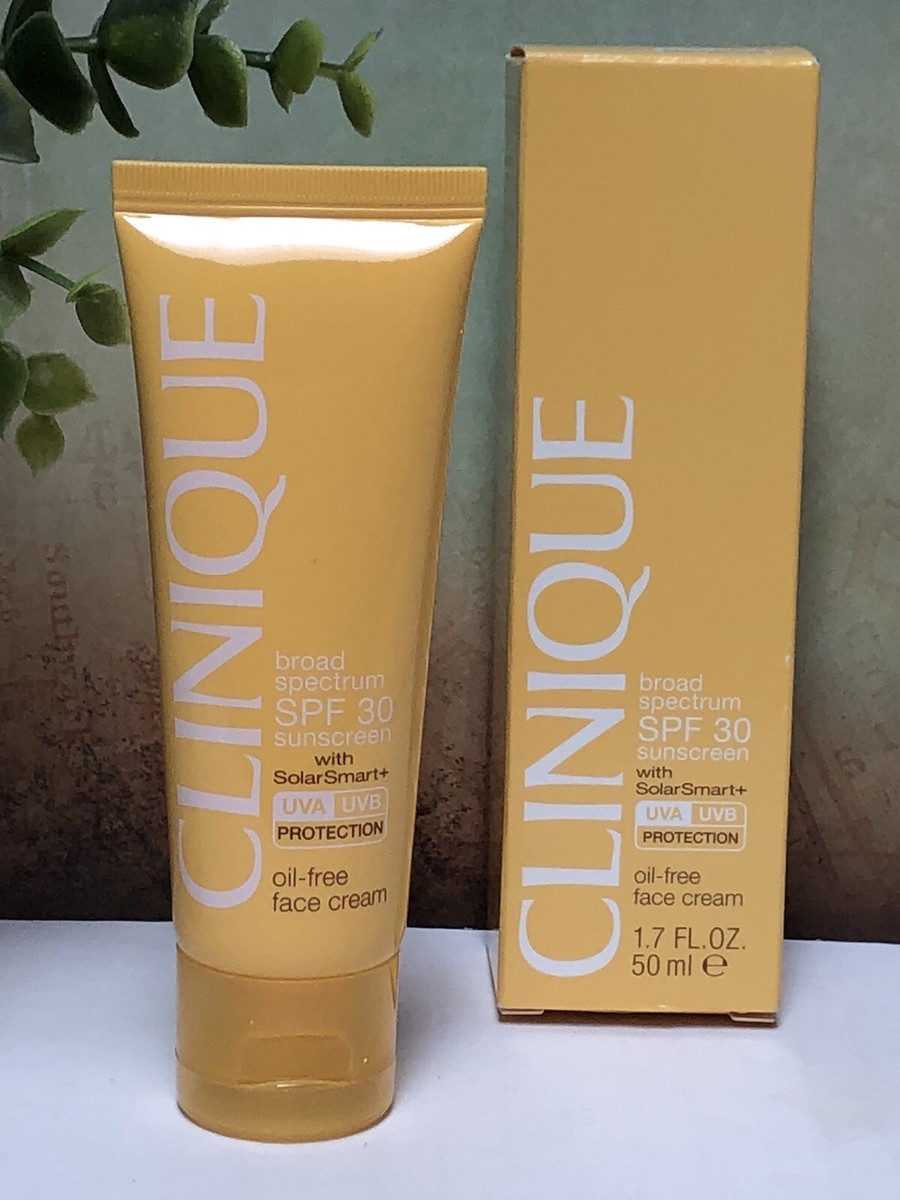 CLINIQUE
broad
spectrum
SPF 30
sunscreen
with
SolarSmart+
UVA UVB
PROTECTION
oil-free
face cream
CLINIQUE
broad
spectrum
SPF 30
sunscreen
with
SolarSmart+
UVA UVB
PROTECTION
oil-free
face cream
1.7 FL.OZ.
50 ml ℮